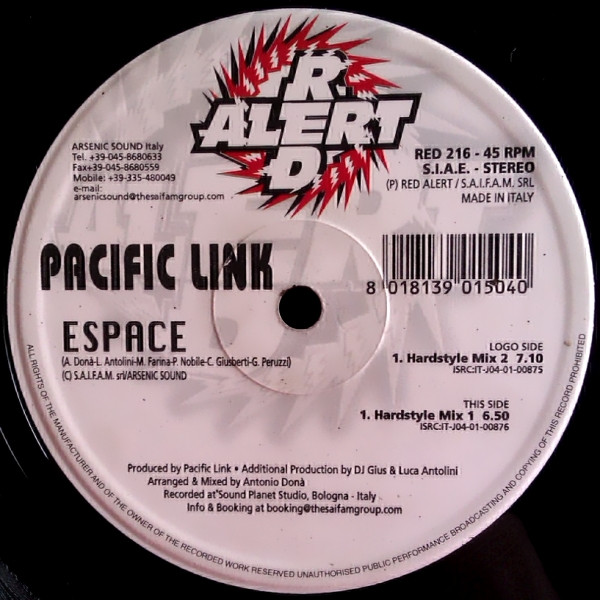 RED
ALERT
ARSENIC SOUND Italy
Tel. +39-045-8680633
Fax+39-045-8680559
Mobile: +39-335-480049
e-mail:
arsenicsound@thesaifamgroup.com
RED 216 - 45 RPM
S.I.A.E. - STEREO
(P) RED ALERT / S.A.I.F.A.M. SRL
MADE IN ITALY
PACIFIC LINK
8 018139 015040
ESPACE
(A. Donà-L. Antolini-M. Farina-P. Nobile-C. Giusberti-G. Peruzzi)
(C) S.A.I.F.A.M. srl/ARSENIC SOUND
LOGO SIDE
1. Hardstyle Mix 2 7.10
ISRC:IT-J04-01-00875
THIS SIDE
1. Hardstyle Mix 1 6.50
ISRC:IT-J04-01-00876
Produced by Pacific Link • Additional Production by DJ Gius & Luca Antolini
Arranged & Mixed by Antonio Donà
Recorded at Sound Planet Studio, Bologna - Italy
Info & Booking at booking@thesaifamgroup.com
ALL RIGHTS OF THE MANUFACTURER AND OF THE OWNER OF THE RECORDED WORK RESERVED UNAUTHORISED PUBLIC PERFORMANCE BROADCASTING AND COPYING OF THIS RECORD PROHIBITED